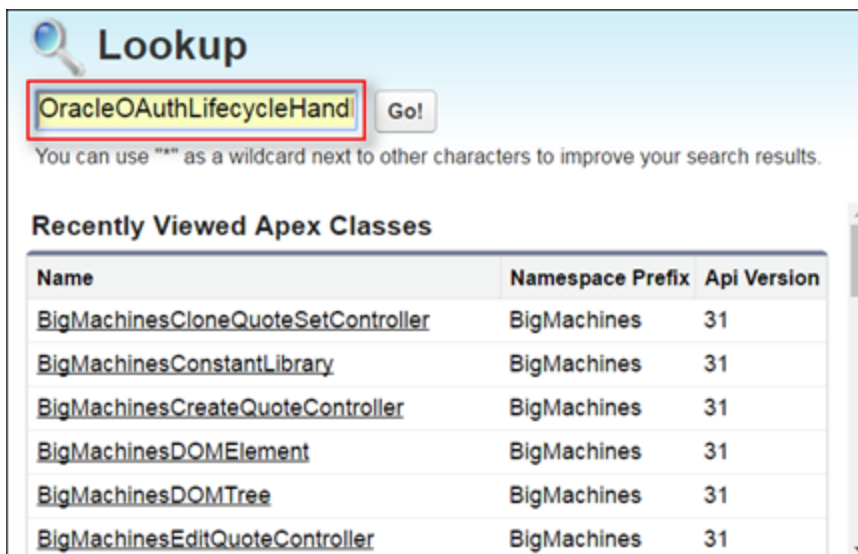 Lookup
OracleOAuthLifecycleHandl Go!
You can use "*" as a wildcard next to other characters to improve your search results.
Recently Viewed Apex Classes
Name Namespace Prefix Api Version
BigMachinesCloneQuoteSetController BigMachines 31
BigMachinesConstantLibrary BigMachines 31
BigMachinesCreateQuoteController BigMachines 31
BigMachinesDOMElement BigMachines 31
BigMachinesDOMTree BigMachines 31
BigMachinesEditQuoteController BigMachines 31